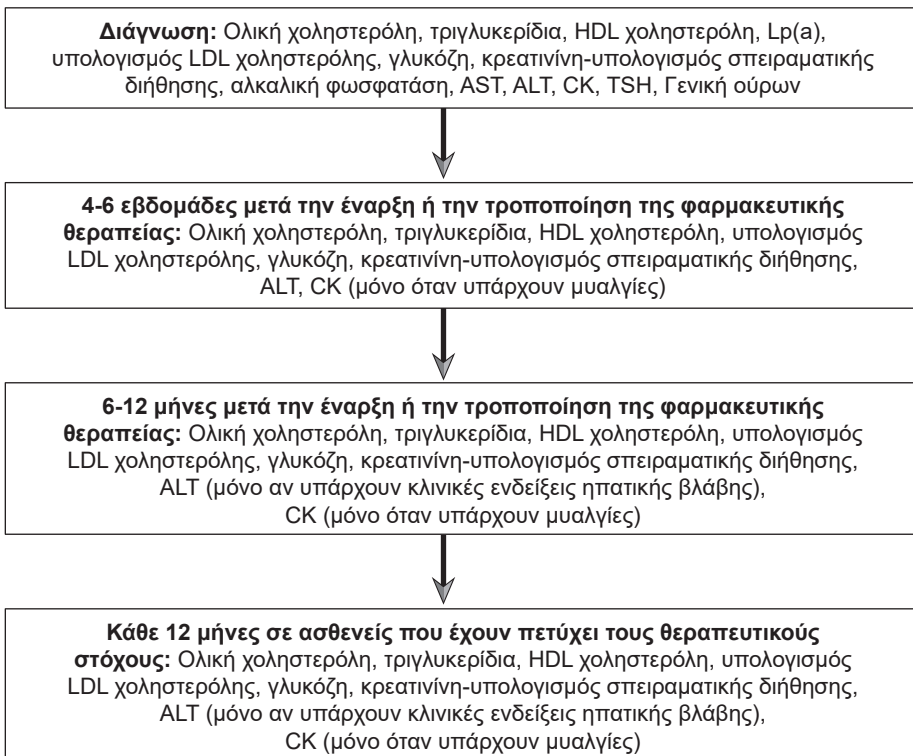 Διάγνωση: Ολική χοληστερόλη, τριγλυκερίδια, HDL χοληστερόλη, Lp(a),
υπολογισμός LDL χοληστερόλης, γλυκόζη, κρεατινίνη-υπολογισμός σπειραματικής
διήθησης, αλκαλική φωσφατάση, AST, ALT, CK, TSH, Γενική ούρων
4-6 εβδομάδες μετά την έναρξη ή την τροποποίηση της φαρμακευτικής
θεραπείας: Ολική χοληστερόλη, τριγλυκερίδια, HDL χοληστερόλη, υπολογισμός
LDL χοληστερόλης, γλυκόζη, κρεατινίνη-υπολογισμός σπειραματικής διήθησης,
ALT, CK (μόνο όταν υπάρχουν μυαλγίες)
6-12 μήνες μετά την έναρξη ή την τροποποίηση της φαρμακευτικής
θεραπείας: Ολική χοληστερόλη, τριγλυκερίδια, HDL χοληστερόλη, υπολογισμός
LDL χοληστερόλης, γλυκόζη, κρεατινίνη-υπολογισμός σπειραματικής διήθησης,
ALT (μόνο αν υπάρχουν κλινικές ενδείξεις ηπατικής βλάβης),
CK (μόνο όταν υπάρχουν μυαλγίες)
Κάθε 12 μήνες σε ασθενείς που έχουν πετύχει τους θεραπευτικούς
στόχους: Ολική χοληστερόλη, τριγλυκερίδια, HDL χοληστερόλη, υπολογισμός
LDL χοληστερόλης, γλυκόζη, κρεατινίνη-υπολογισμός σπειραματικής διήθησης,
ALT (μόνο αν υπάρχουν κλινικές ενδείξεις ηπατικής βλάβης),
CK (μόνο όταν υπάρχουν μυαλγίες)